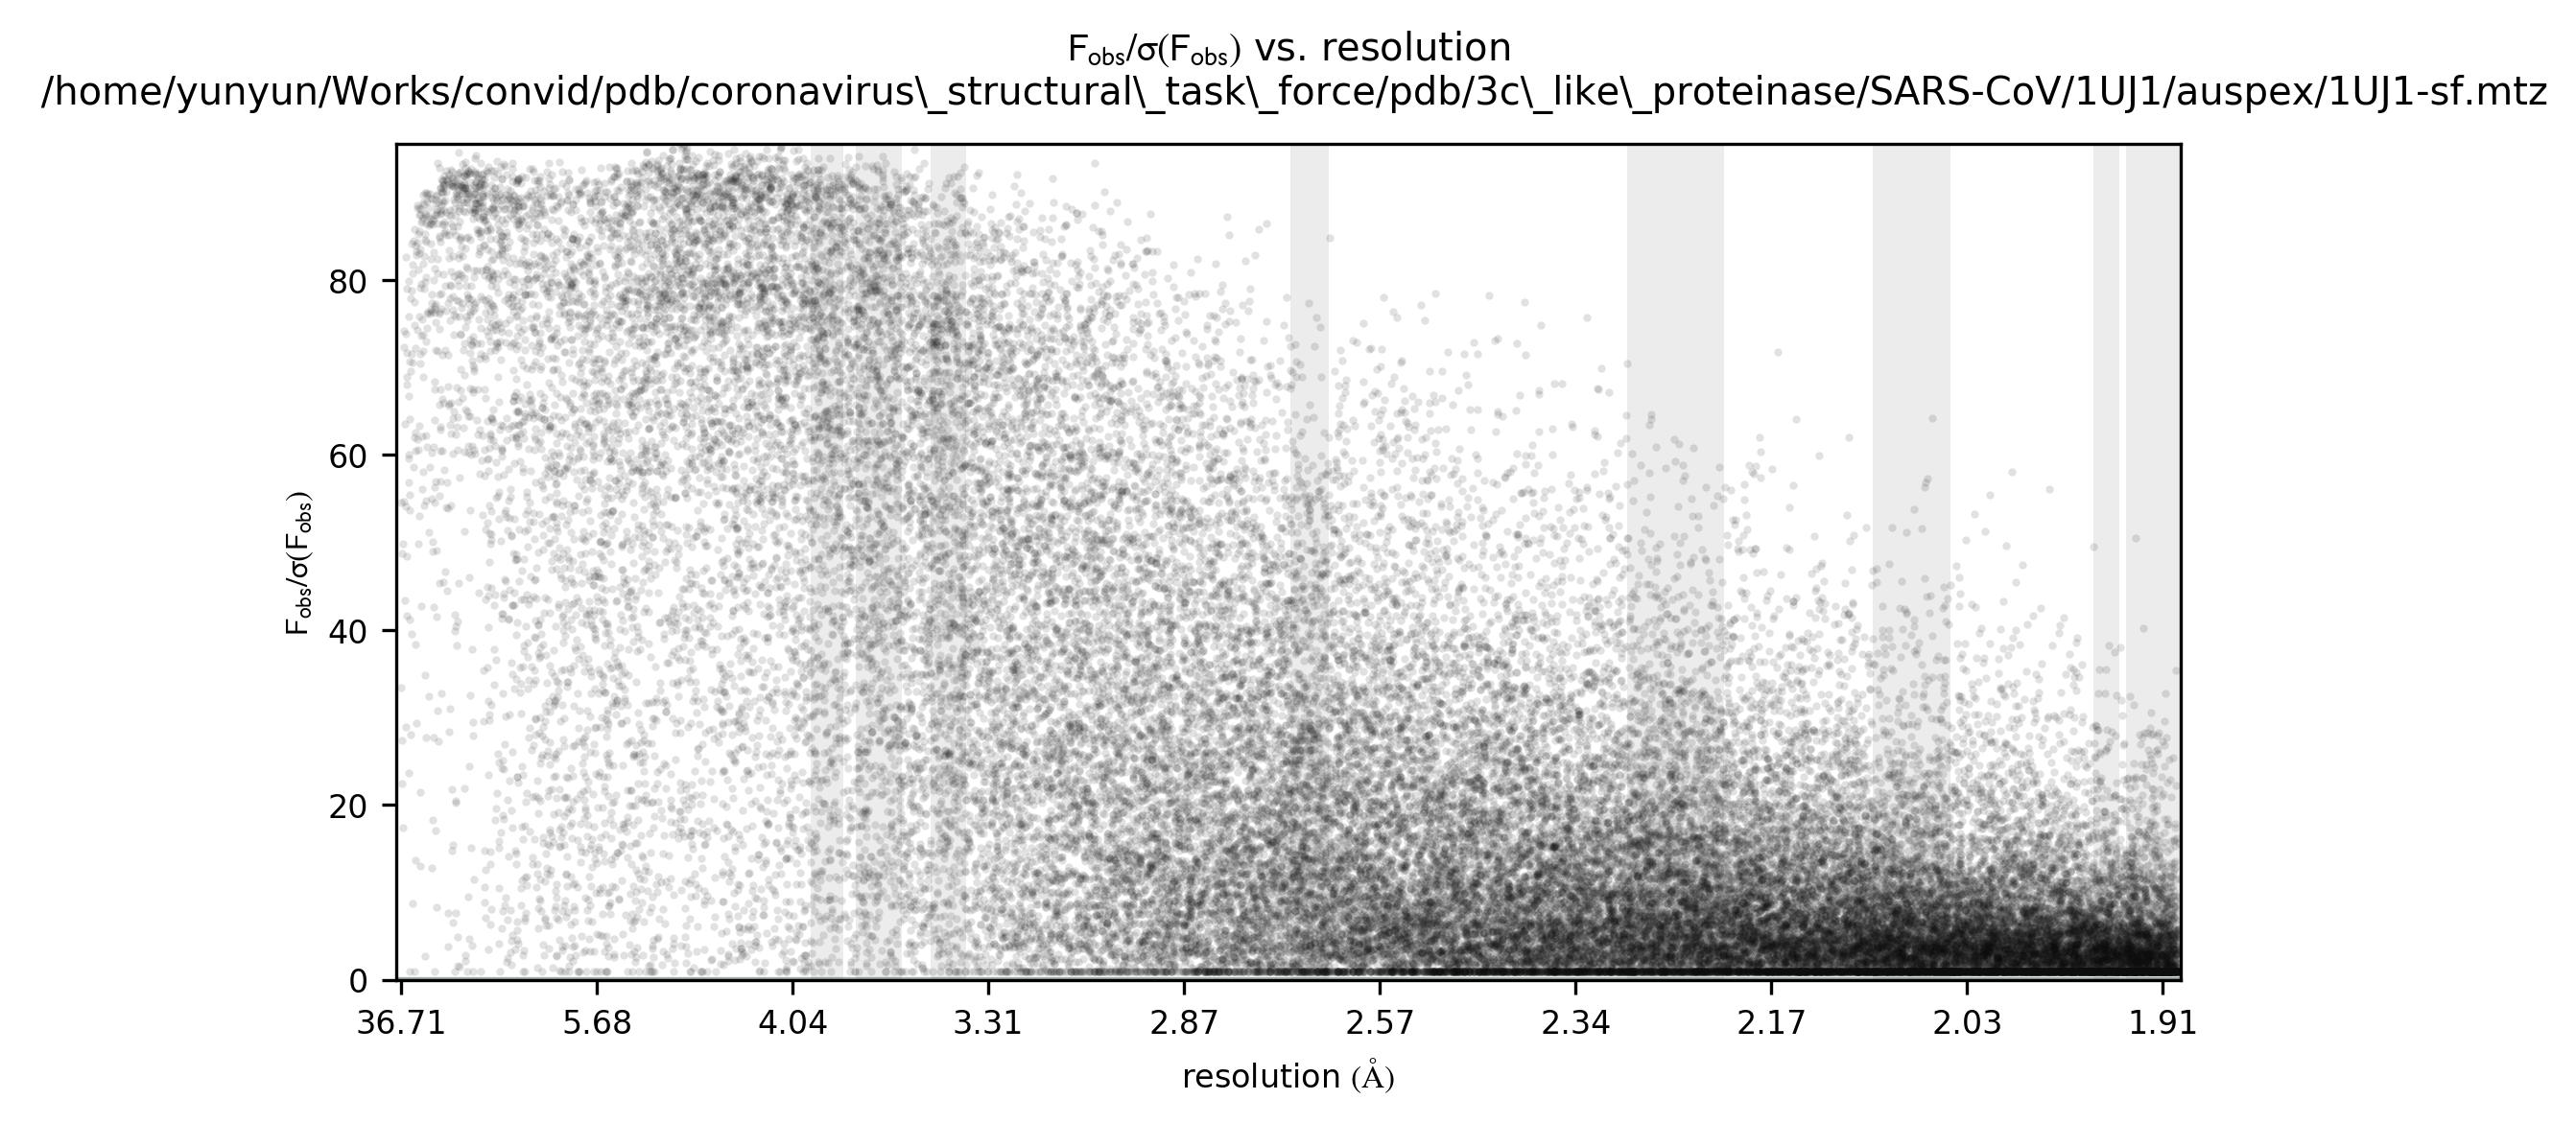 Fobs/σ(Fobs) vs. resolution
/home/yunyun/Works/convid/pdb/coronavirus\_structural\_task\_force/pdb/3c\_like\_proteinase/SARS-CoV/1UJ1/auspex/1UJ1-sf.mtz
Fobs/σ(Fobs)
80
60
40
20
0
36.71 5.68 4.04 3.31 2.87 2.57 2.34 2.17 2.03 1.91
resolution (Å)